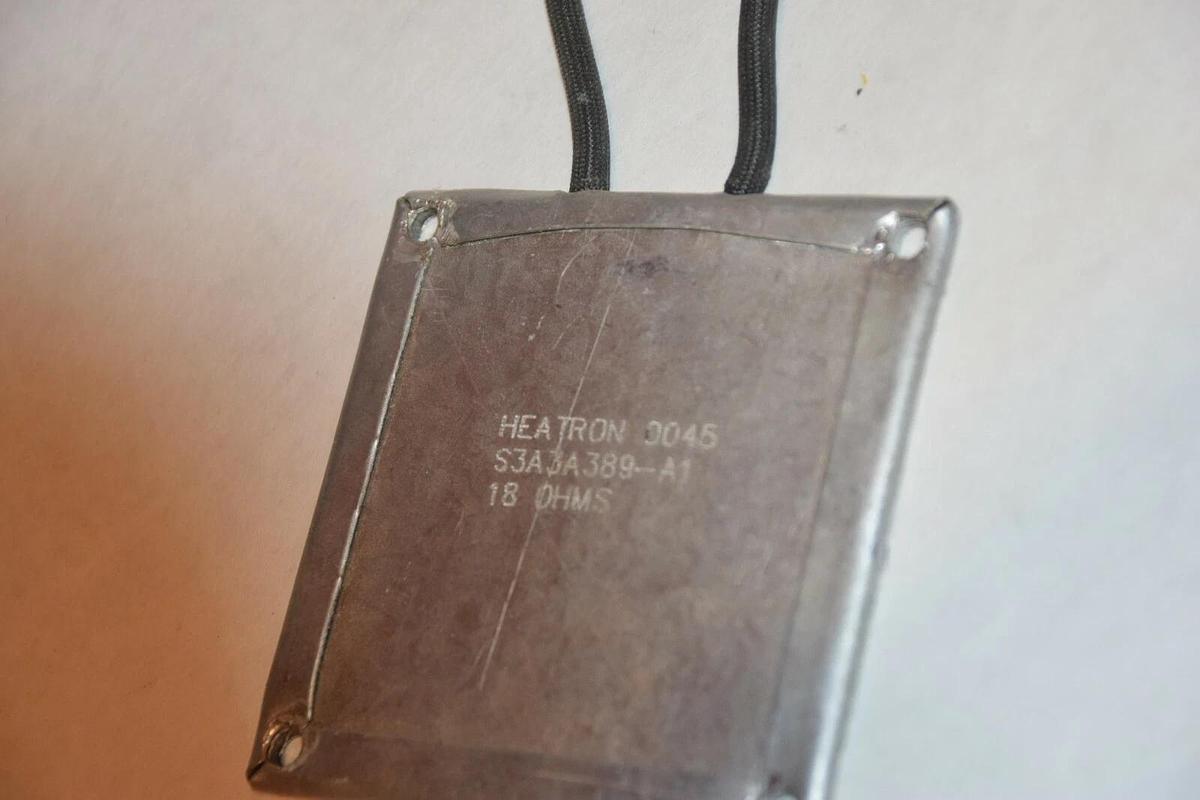 HEATRON 0045
S3A3A389-A1
18 OHMS